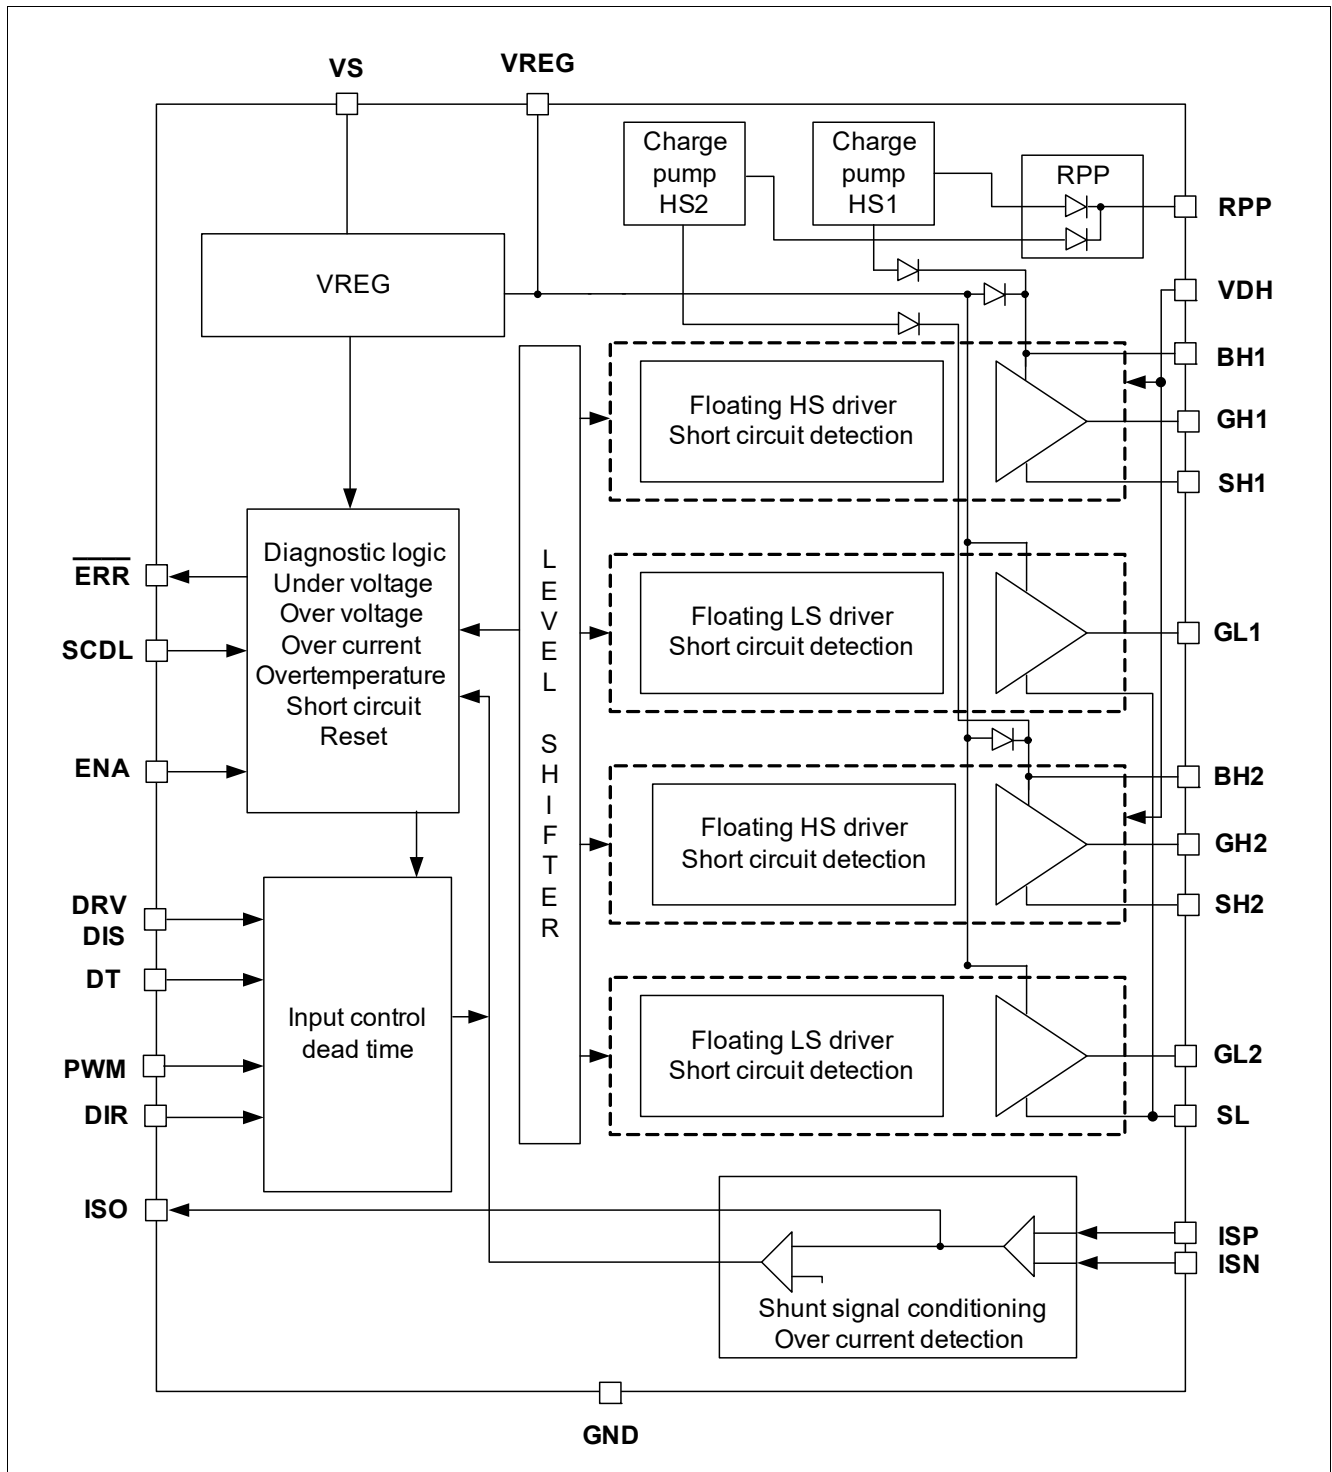 VS
VREG
Charge
pump
HS2
Charge
pump
HS1
RPP
RPP
VREG
VDH
BH1
Floating HS driver
Short circuit detection
GH1
SH1
Diagnostic logic
Under voltage
Over voltage
Over current
Overtemperature
Short circuit
Reset
ERR
SCDL
ENA
L
E
V
E
L
S
H
I
F
T
E
R
Floating LS driver
Short circuit detection
GL1
BH2
Floating HS driver
Short circuit detection
GH2
SH2
DRV
DIS
DT
PWM
DIR
Input control
dead time
Floating LS driver
Short circuit detection
GL2
SL
ISO
ISP
ISN
Shunt signal conditioning
Over current detection
GND